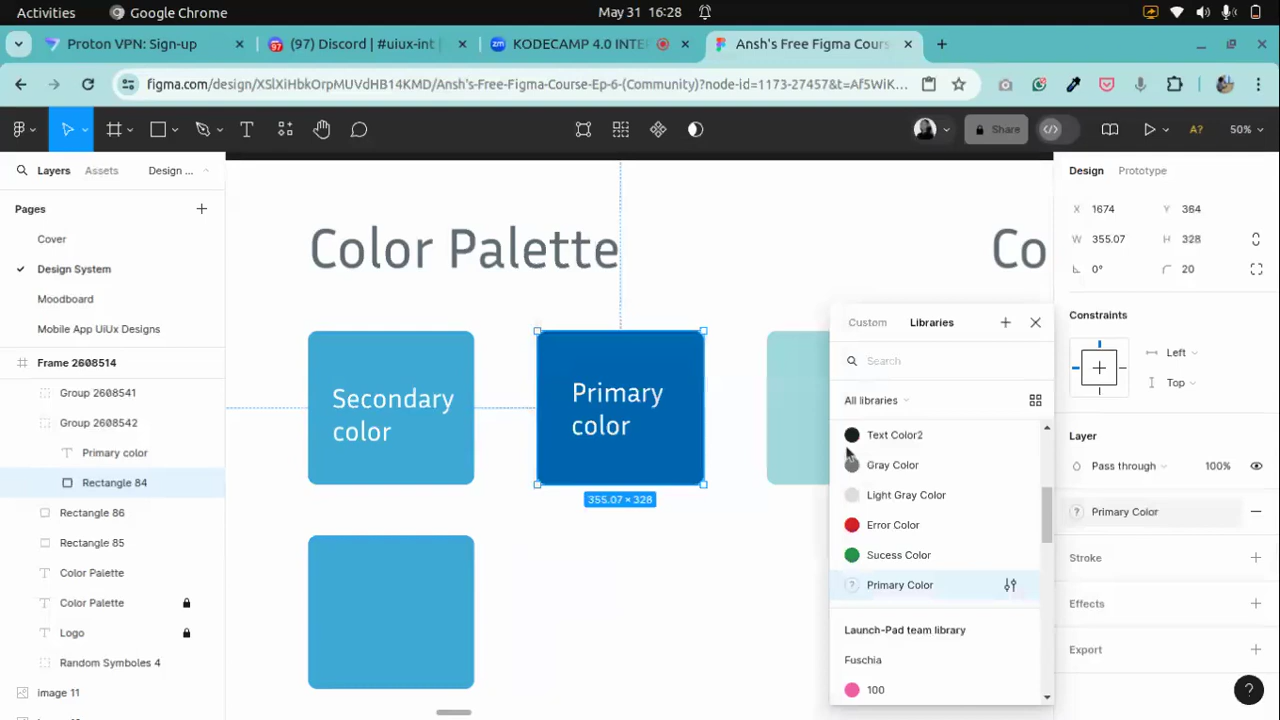 Activities
Google Chrome
May 31 16:28
Proton VPN: Sign-up
(97) Discord | #uiux-int
KODECAMP 4.0 INTE
Ansh's Free Figma Cours
figma.com/design/XSlXiHbkOrpMUVdHB14KMD/Ansh's-Free-Figma-Course-Ep-6-(Community)?node-id=1173-27457&t=Af5WiK...
Share
A?
50%
Layers
Assets
Design ...
Pages
Cover
Design System
Moodboard
Mobile App UiUx Designs
Frame 2608514
Group 2608541
Group 2608542
Primary color
Rectangle 84
Rectangle 86
Rectangle 85
Color Palette
Color Palette
Logo
Random Symboles 4
image 11
Color Palette
Co
Secondary
color
Primary
color
355.07 × 328
Custom
Libraries
Search
All libraries
Text Color2
Gray Color
Light Gray Color
Error Color
Sucess Color
? Primary Color
Launch-Pad team library
Fuschia
100
Design
Prototype
X 1674
Y 364
W 355.07
H 328
0°
20
Constraints
Left
Top
Layer
Pass through
100%
? Primary Color
Stroke
Effects
Export
?